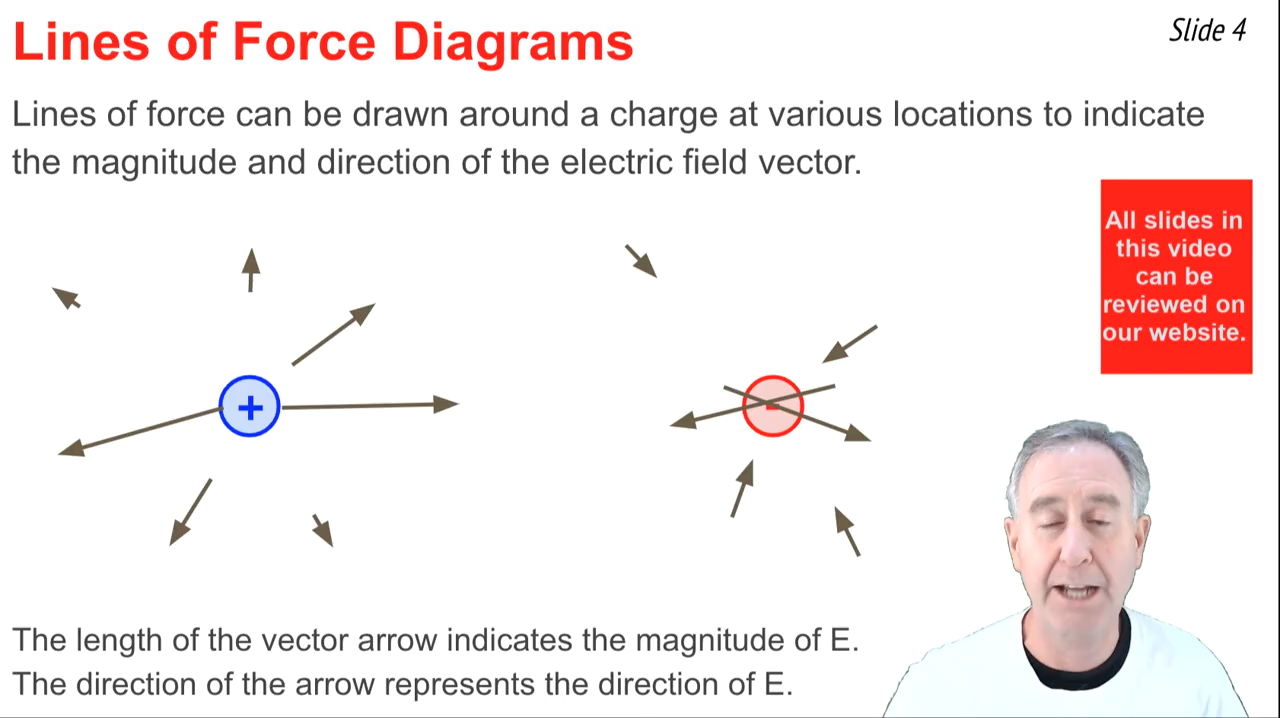 Lines of Force Diagrams
Slide 4
Lines of force can be drawn around a charge at various locations to indicate
the magnitude and direction of the electric field vector.
All slides in
this video
can be
reviewed on
our website.
+
-
The length of the vector arrow indicates the magnitude of E.
The direction of the arrow represents the direction of E.